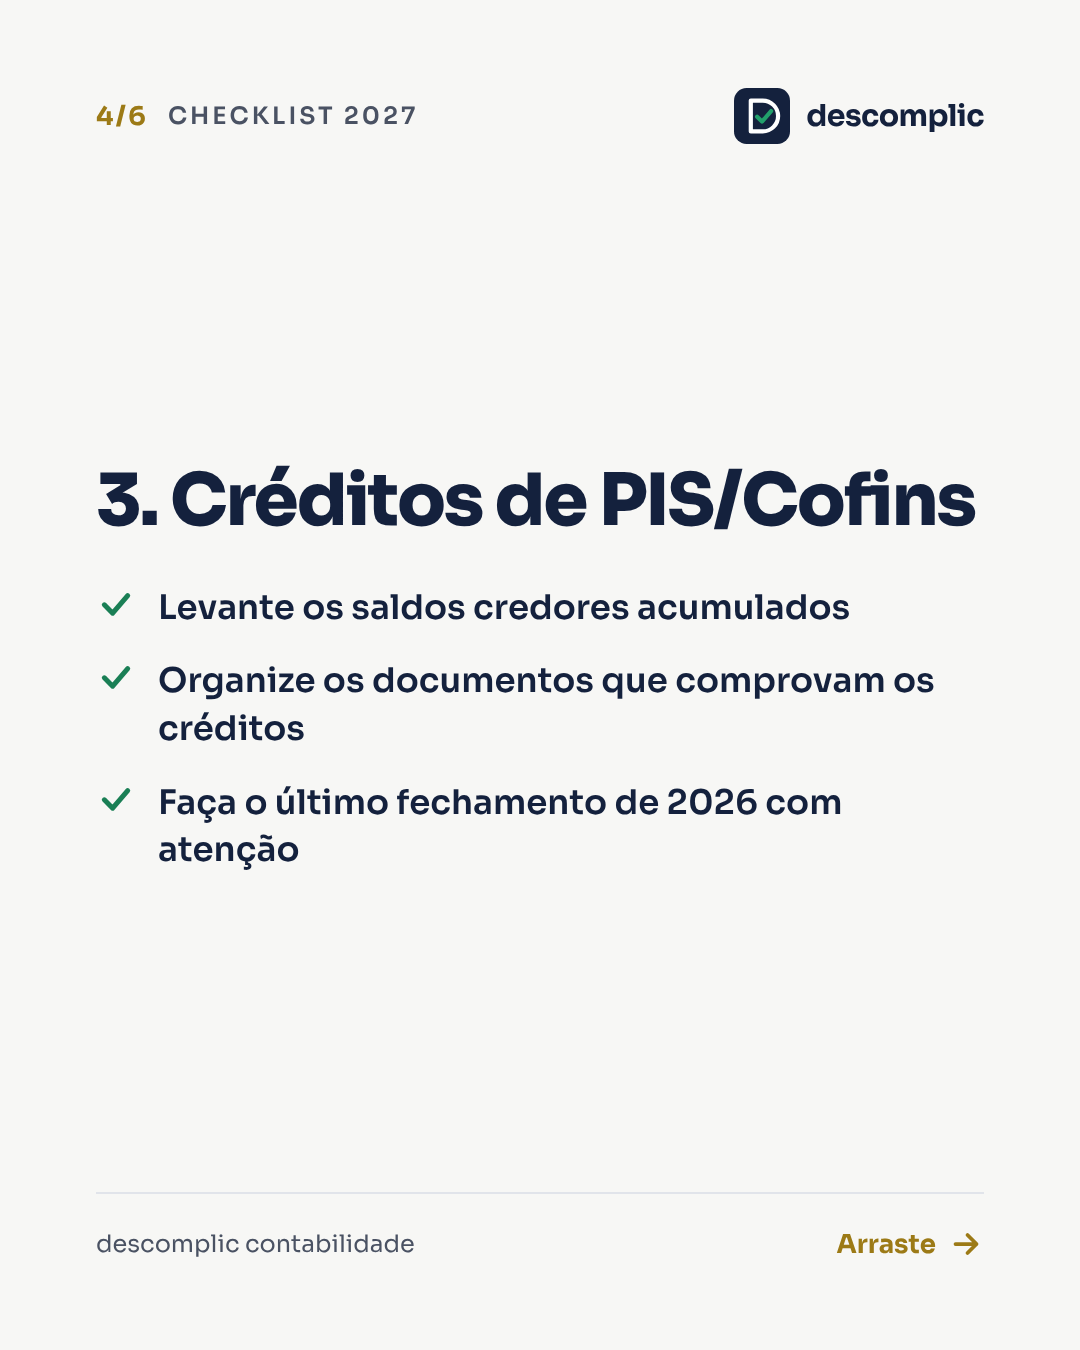 4/6 CHECKLIST 2027
descomplic
3. Créditos de PIS/Cofins
Levante os saldos credores acumulados
Organize os documentos que comprovam os
créditos
Faça o último fechamento de 2026 com
atenção
descomplic contabilidade
Arraste →